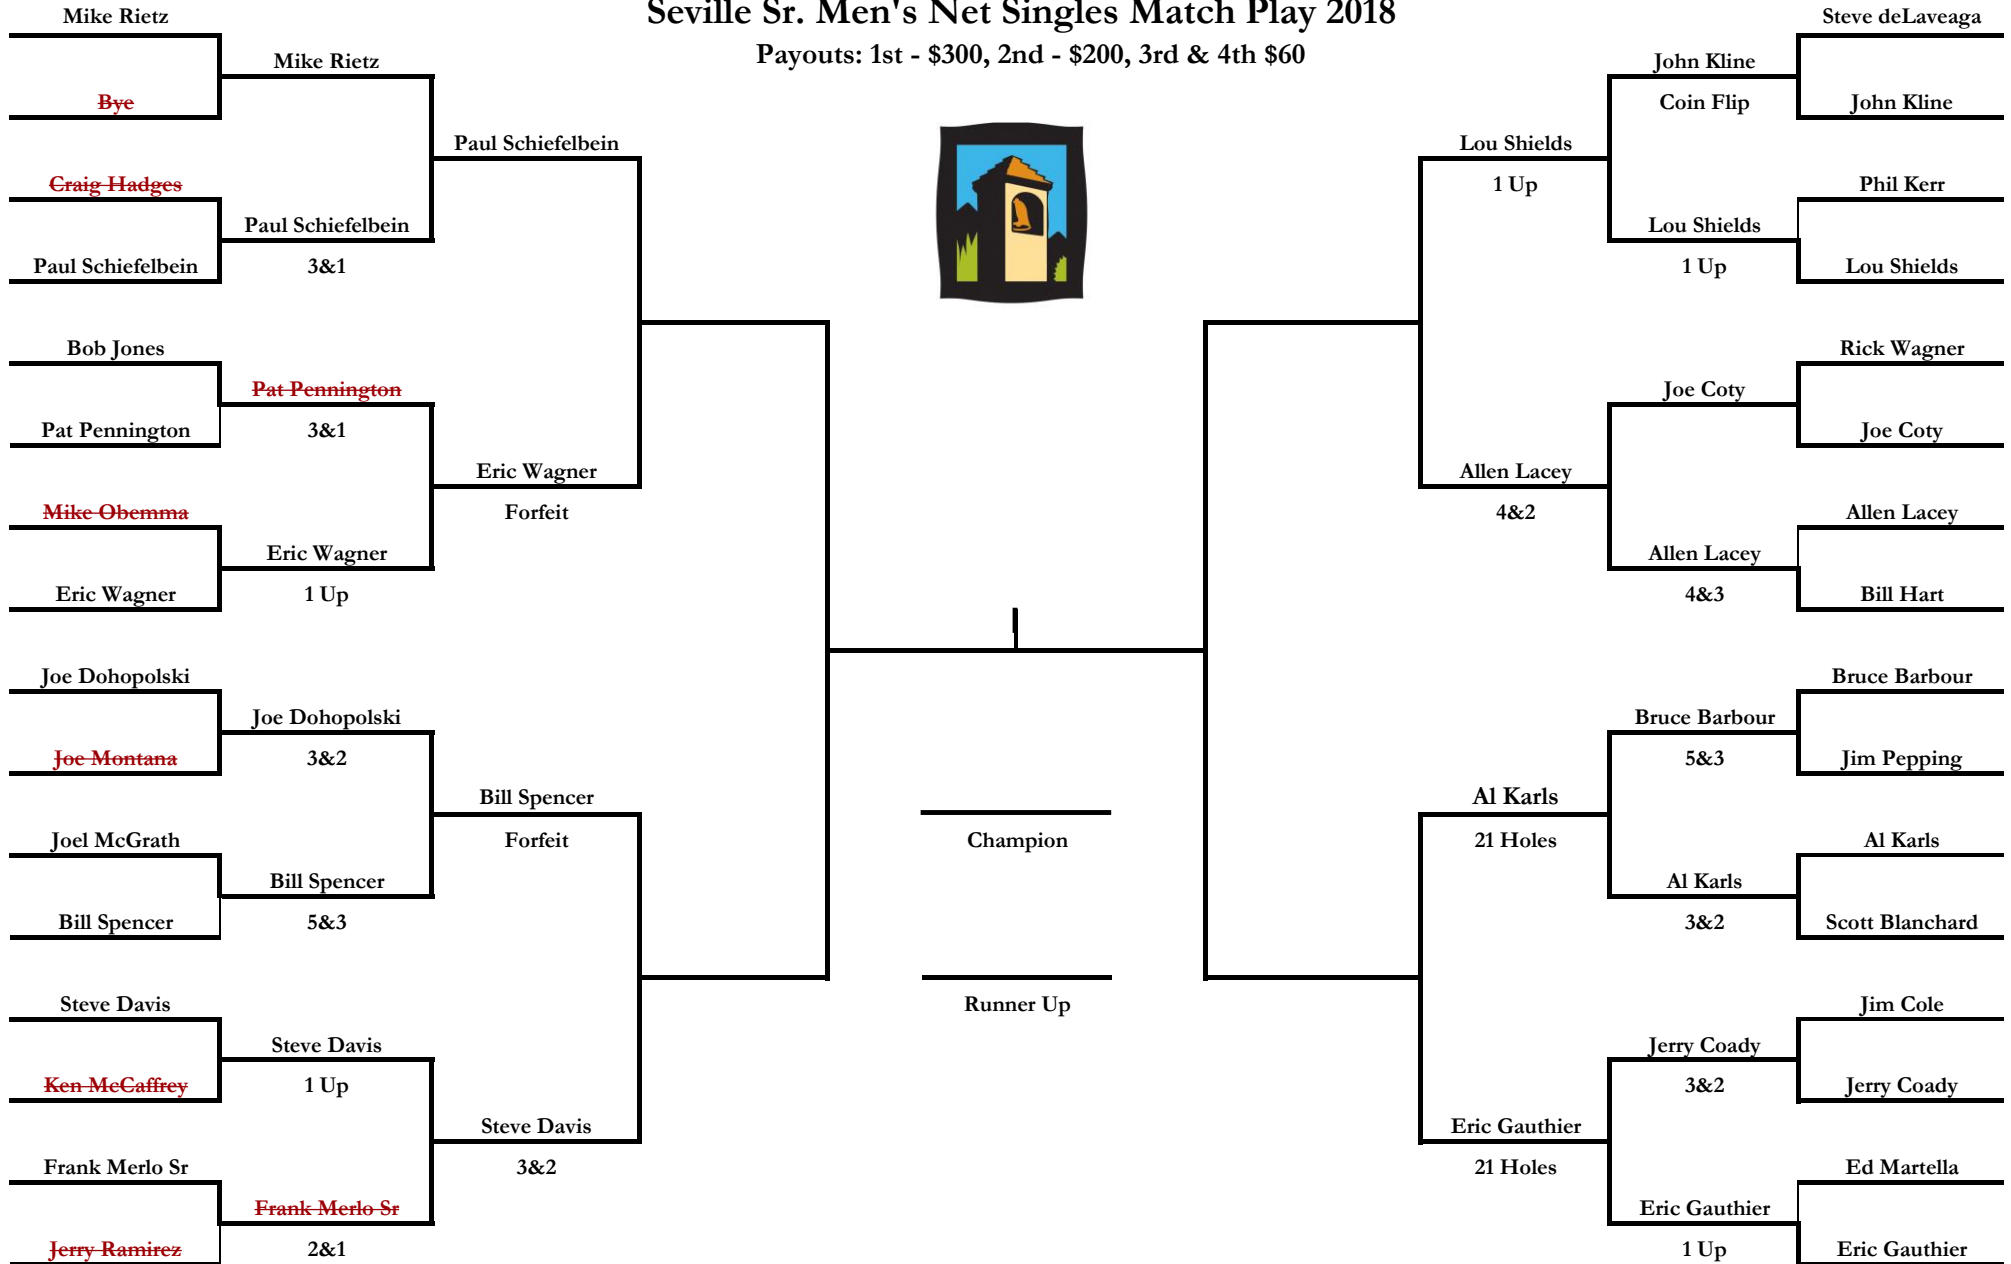 Seville Sr. Men's Net Singles Match Play 2018
Payouts: 1st - $300, 2nd - $200, 3rd & 4th $60
Mike Rietz
Bye
Craig Hadges
Paul Schiefelbein
Bob Jones
Pat Pennington
Mike Obemma
Eric Wagner
Joe Dohopolski
Joe Montana
Joel McGrath
Bill Spencer
Steve Davis
Ken McCaffrey
Frank Merlo Sr
Jerry Ramirez
Mike Rietz
Paul Schiefelbein
3&1
Pat Pennington
3&1
Eric Wagner
1 Up
Joe Dohopolski
3&2
Bill Spencer
5&3
Steve Davis
1 Up
Frank Merlo Sr
2&1
Paul Schiefelbein
Eric Wagner
Forfeit
Bill Spencer
Forfeit
Steve Davis
3&2
Champion
Runner Up
Lou Shields
1 Up
Allen Lacey
4&2
Al Karls
21 Holes
Eric Gauthier
21 Holes
John Kline
Coin Flip
Lou Shields
1 Up
Joe Coty
Allen Lacey
4&3
Bruce Barbour
5&3
Al Karls
3&2
Jerry Coady
3&2
Eric Gauthier
1 Up
Steve deLaveaga
John Kline
Phil Kerr
Lou Shields
Rick Wagner
Joe Coty
Allen Lacey
Bill Hart
Bruce Barbour
Jim Pepping
Al Karls
Scott Blanchard
Jim Cole
Jerry Coady
Ed Martella
Eric Gauthier